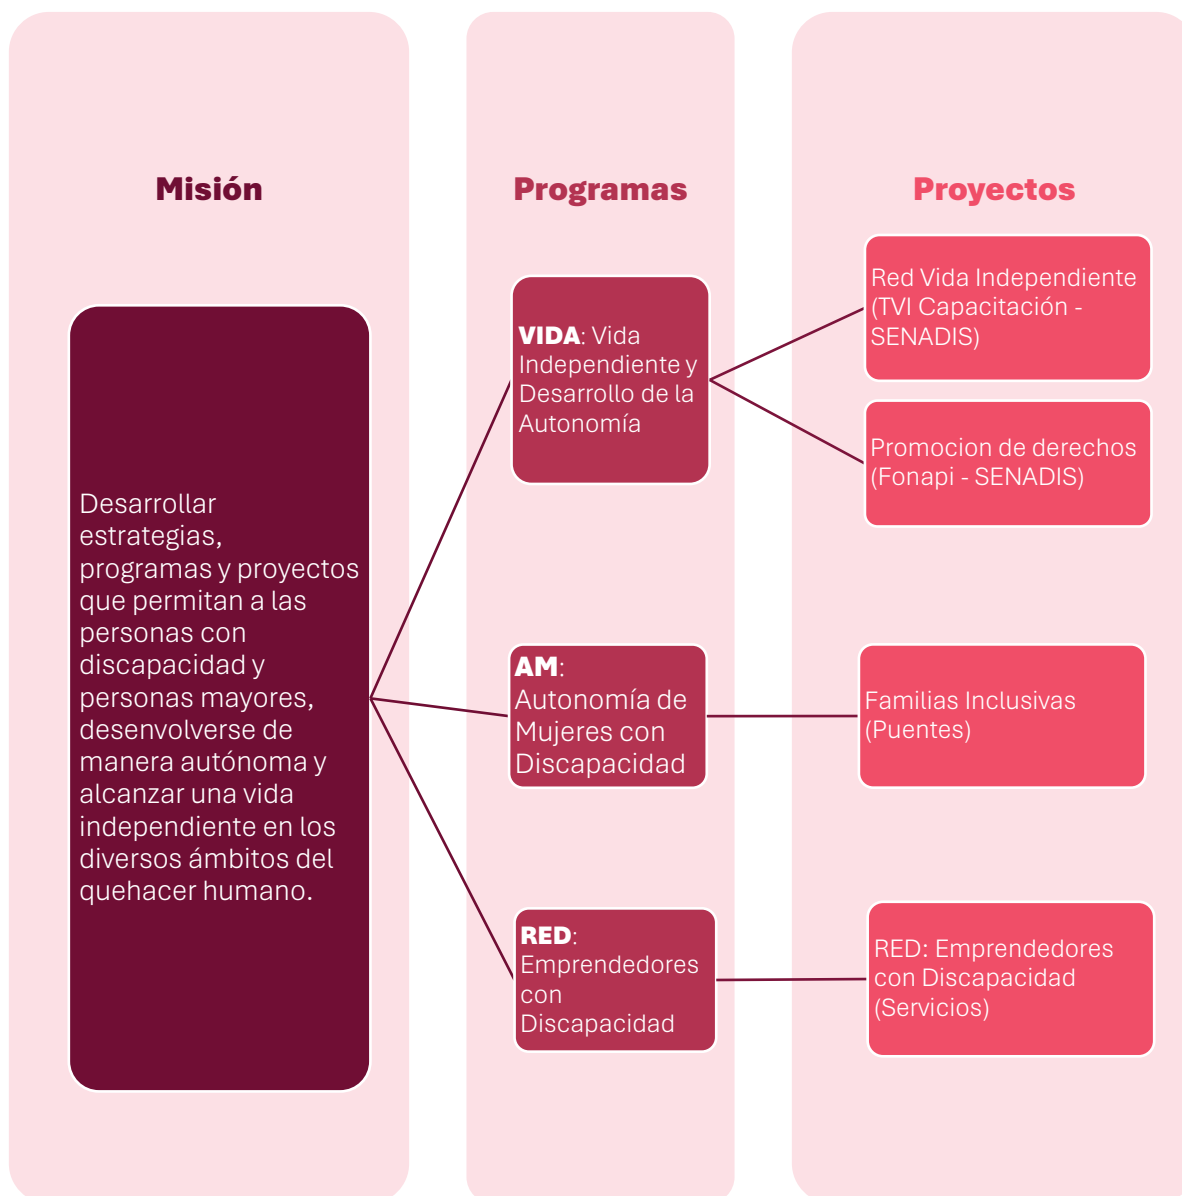 Misión
Desarrollar
estrategias,
programas y proyectos
que permitan a las
personas con
discapacidad y
personas mayores,
desenvolverse de
manera autónoma y
alcanzar una vida
independiente en los
diversos ámbitos del
quehacer humano.
Programas
VIDA: Vida
Independiente y
Desarrollo de la
Autonomía
AM:
Autonomía de
Mujeres con
Discapacidad
RED:
Emprendedores
con
Discapacidad
Proyectos
Red Vida Independiente
(TVI Capacitación -
SENADIS)
Promocion de derechos
(Fonapi - SENADIS)
Familias Inclusivas
(Puentes)
RED: Emprendedores
con Discapacidad
(Servicios)